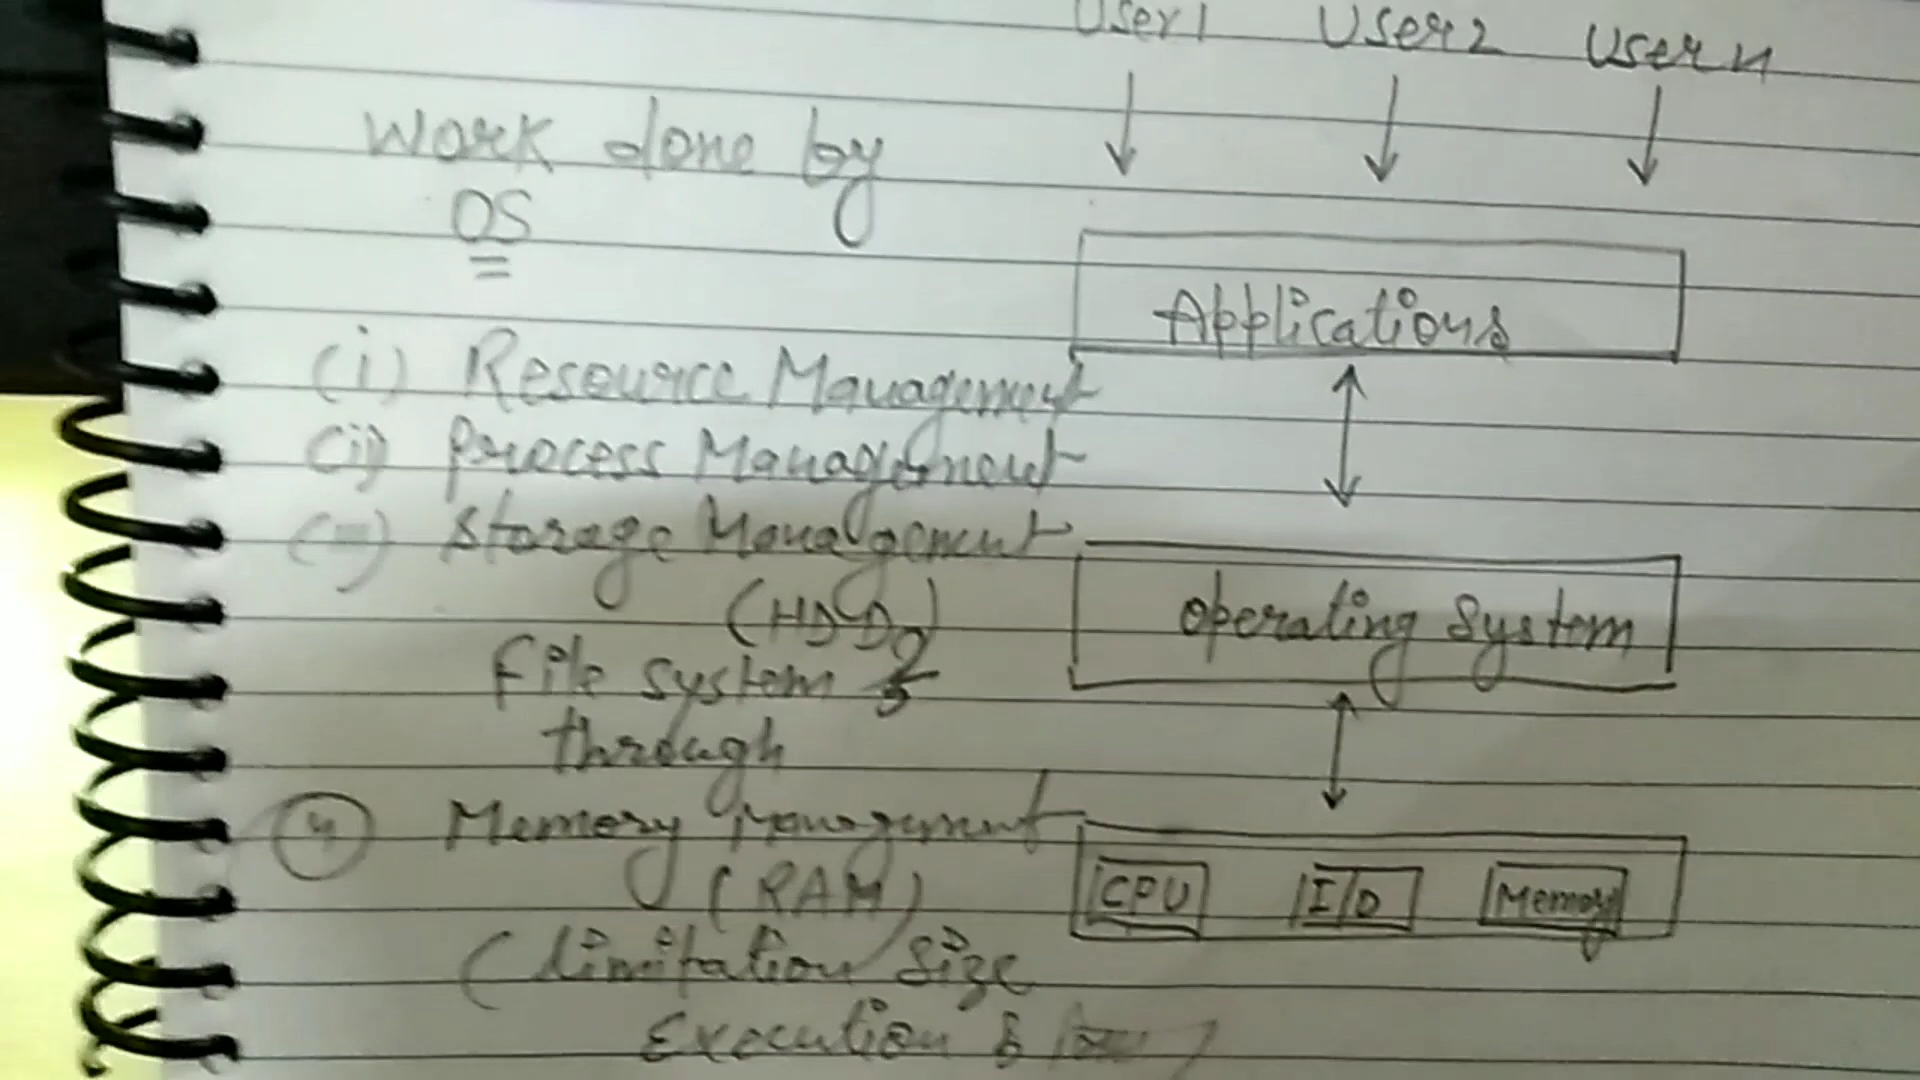 User1 User2 User n
Work done by
OS
(i) Resource Management
(ii) Process Management
(iii) Storage Management
(HDD)
File system
through
(4) Memory Management
(RAM)
(limitation size
Execution &
Applications
Operating System
CPU I/O Memory